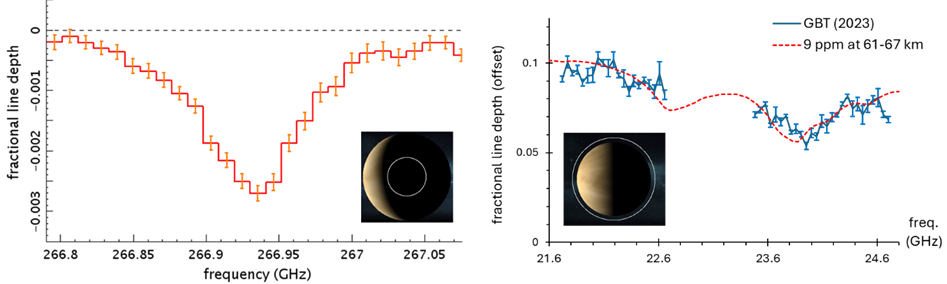 fractional line depth
0
-0.001
-0.002
-0.003
266.8
266.85
266.9
266.95
267
267.05
frequency (GHz)
fractional line depth (offset)
0.1
0.05
0
21.6
22.6
23.6
24.6
freq.
(GHz)
GBT (2023)
9 ppm at 61-67 km